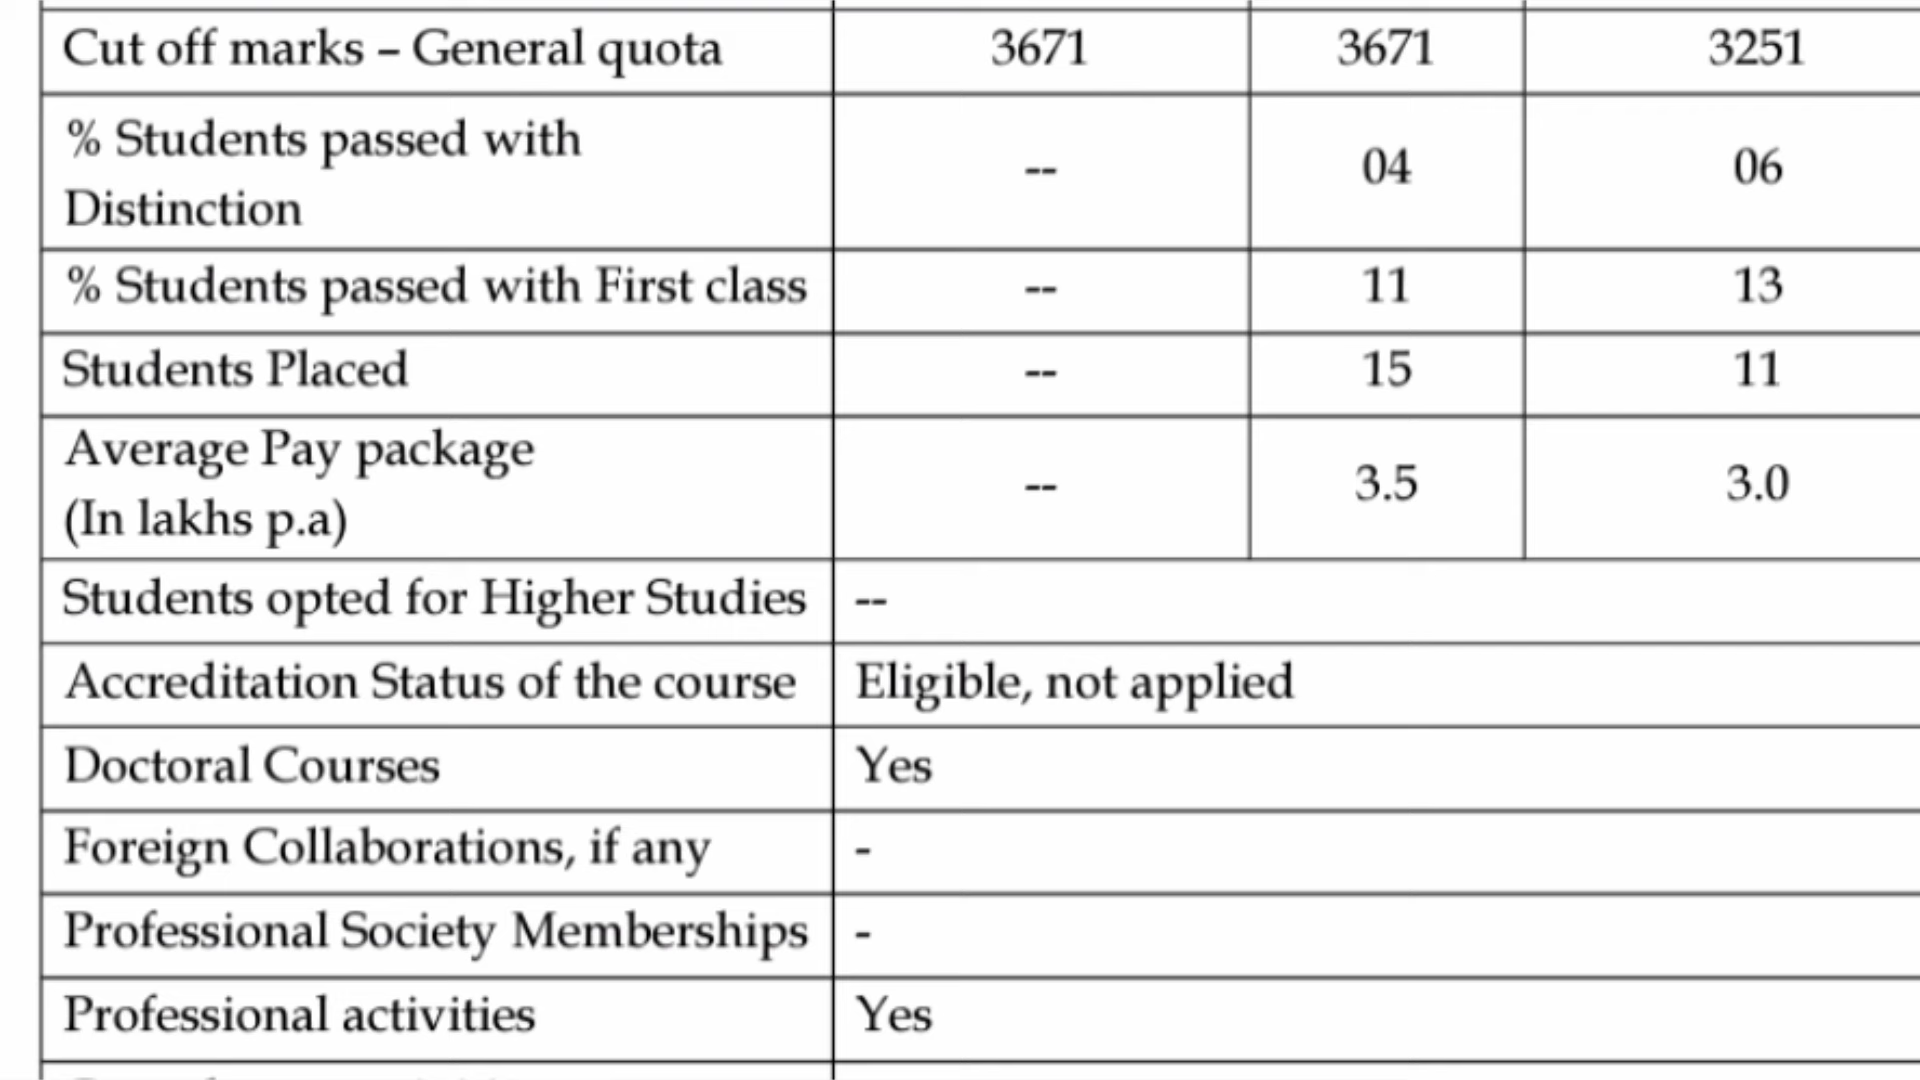 Cut off marks – General quota 3671 3671 3251
% Students passed with
Distinction -- 04 06
% Students passed with First class -- 11 13
Students Placed -- 15 11
Average Pay package
(In lakhs p.a) -- 3.5 3.0
Students opted for Higher Studies --
Accreditation Status of the course Eligible, not applied
Doctoral Courses Yes
Foreign Collaborations, if any -
Professional Society Memberships -
Professional activities Yes